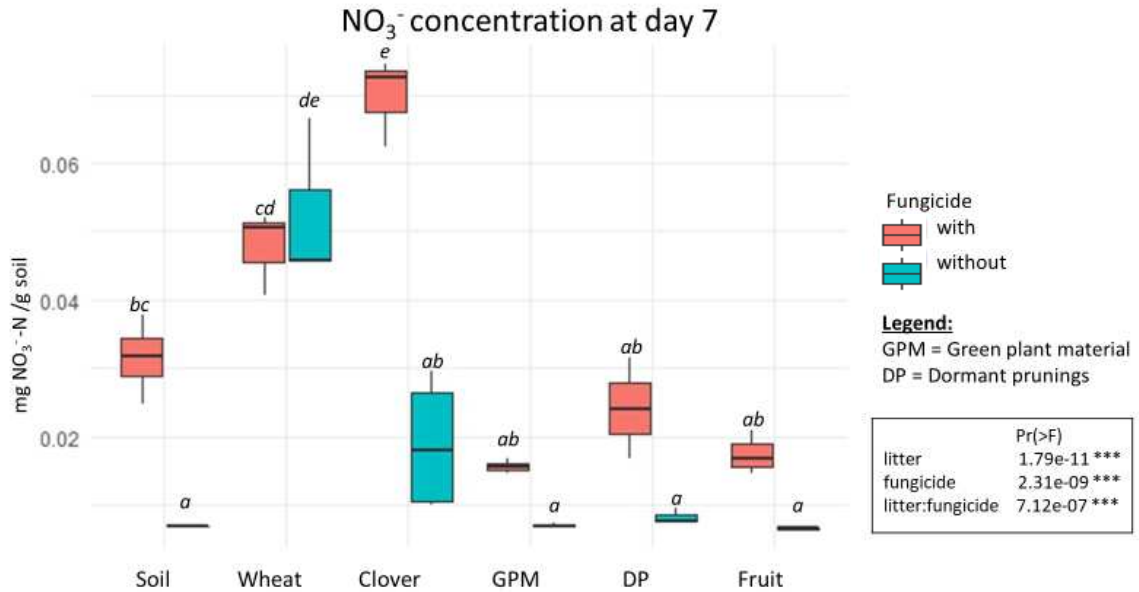 NO₃⁻ concentration at day 7
mg NO₃⁻-N /g soil
0.06
0.04
0.02
bc
a
cd
de
e
ab
ab
a
ab
a
ab
a
Soil
Wheat
Clover
GPM
DP
Fruit
Fungicide
with
without
Legend:
GPM = Green plant material
DP = Dormant prunings
Pr(>F)
litter 1.79e-11 ***
fungicide 2.31e-09 ***
litter:fungicide 7.12e-07 ***